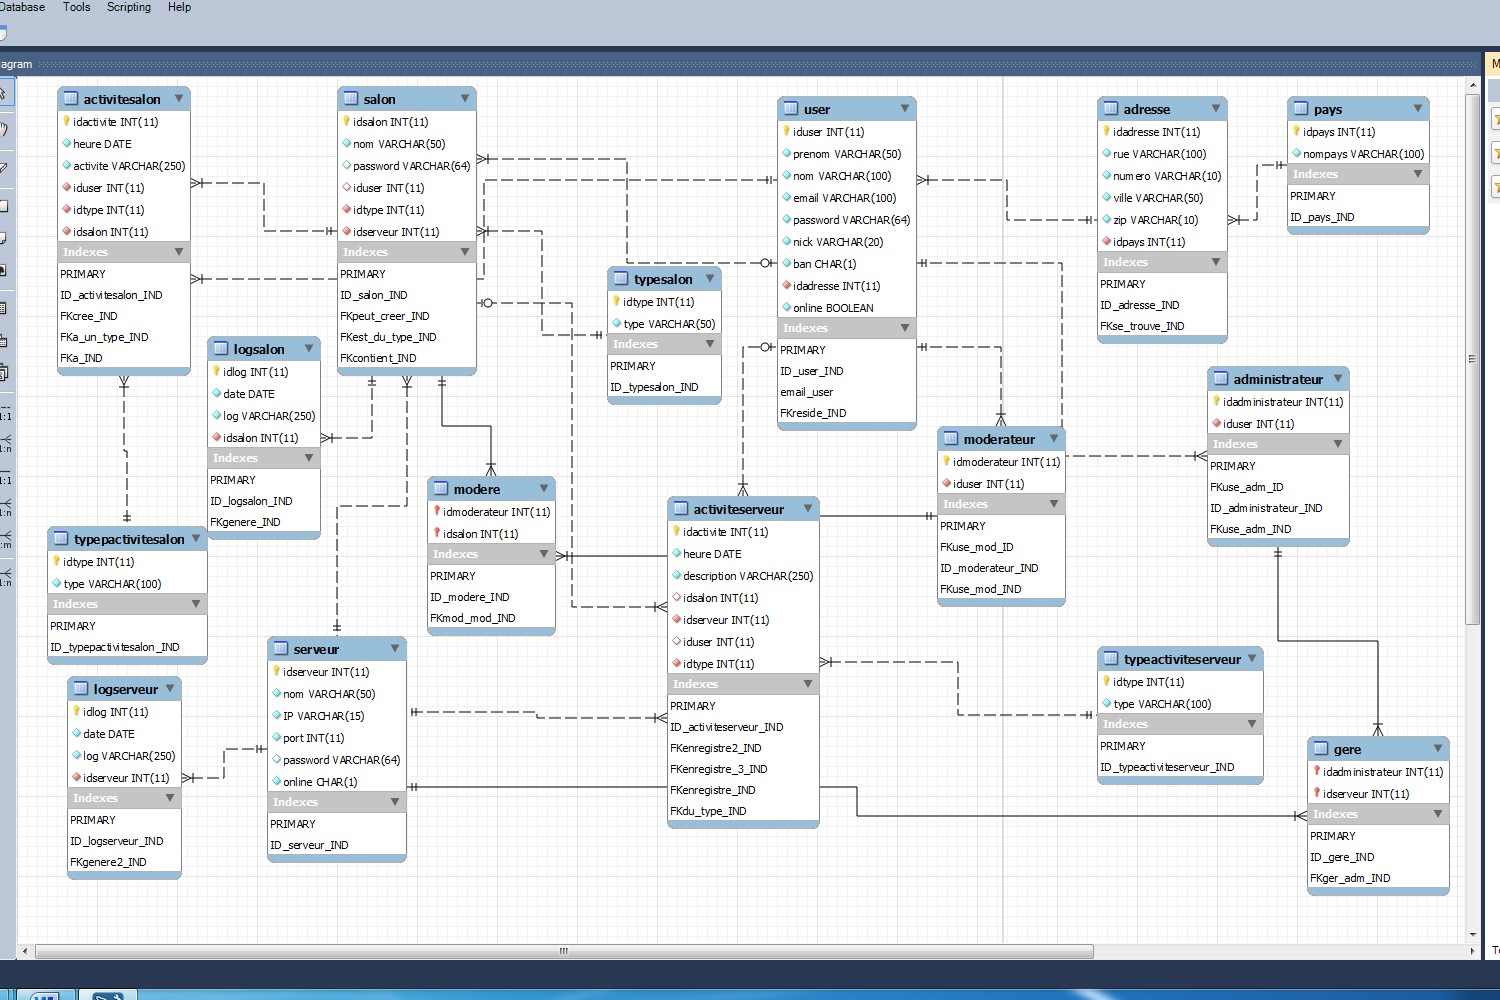 Database Tools Scripting Help
agram
activitesalon
idactivite INT(11)
heure DATE
activite VARCHAR(250)
iduser INT(11)
idtype INT(11)
idsalon INT(11)
Indexes
PRIMARY
ID_activitesalon_IND
FKcree_IND
FKa_un_type_IND
FKa_IND
salon
idsalon INT(11)
nom VARCHAR(50)
password VARCHAR(64)
iduser INT(11)
idtype INT(11)
idserveur INT(11)
Indexes
PRIMARY
ID_salon_IND
FKpeut_creer_IND
FKest_du_type_IND
FKcontient_IND
user
iduser INT(11)
prenom VARCHAR(50)
nom VARCHAR(100)
email VARCHAR(100)
password VARCHAR(64)
nick VARCHAR(20)
ban CHAR(1)
idadresse INT(11)
online BOOLEAN
Indexes
PRIMARY
ID_user_IND
email_user
FKreside_IND
adresse
idadresse INT(11)
rue VARCHAR(100)
numero VARCHAR(10)
ville VARCHAR(50)
zip VARCHAR(10)
idpays INT(11)
Indexes
PRIMARY
ID_adresse_IND
FKse_trouve_IND
pays
idpays INT(11)
nompays VARCHAR(100)
Indexes
PRIMARY
ID_pays_IND
typesalon
idtype INT(11)
type VARCHAR(50)
Indexes
PRIMARY
ID_typesalon_IND
logsalon
idlog INT(11)
date DATE
log VARCHAR(250)
idsalon INT(11)
Indexes
PRIMARY
ID_logsalon_IND
FKgenere_IND
administrateur
idadministrateur INT(11)
iduser INT(11)
Indexes
PRIMARY
FKuse_adm_ID
ID_administrateur_IND
FKuse_adm_IND
moderateur
idmoderateur INT(11)
iduser INT(11)
Indexes
PRIMARY
FKuse_mod_ID
ID_moderateur_IND
FKuse_mod_IND
modere
idmoderateur INT(11)
idsalon INT(11)
Indexes
PRIMARY
ID_modere_IND
FKmod_mod_IND
activiteserveur
idactivite INT(11)
heure DATE
description VARCHAR(250)
idsalon INT(11)
idserveur INT(11)
iduser INT(11)
idtype INT(11)
Indexes
PRIMARY
ID_activiteserveur_IND
FKenregistre2_IND
FKenregistre_3_IND
FKenregistre_IND
FKdu_type_IND
typepactivitesalon
idtype INT(11)
type VARCHAR(100)
Indexes
PRIMARY
ID_typepactivitesalon_IND
serveur
idserveur INT(11)
nom VARCHAR(50)
IP VARCHAR(15)
port INT(11)
password VARCHAR(64)
online CHAR(1)
Indexes
PRIMARY
ID_serveur_IND
typeactiviteserveur
idtype INT(11)
type VARCHAR(100)
Indexes
PRIMARY
ID_typeactiviteserveur_IND
logserveur
idlog INT(11)
date DATE
log VARCHAR(250)
idserveur INT(11)
Indexes
PRIMARY
ID_logserveur_IND
FKgenere2_IND
gere
idadministrateur INT(11)
idserveur INT(11)
Indexes
PRIMARY
ID_gere_IND
FKger_adm_IND
1:1
1:n
1:1
1:n
:m
1:n